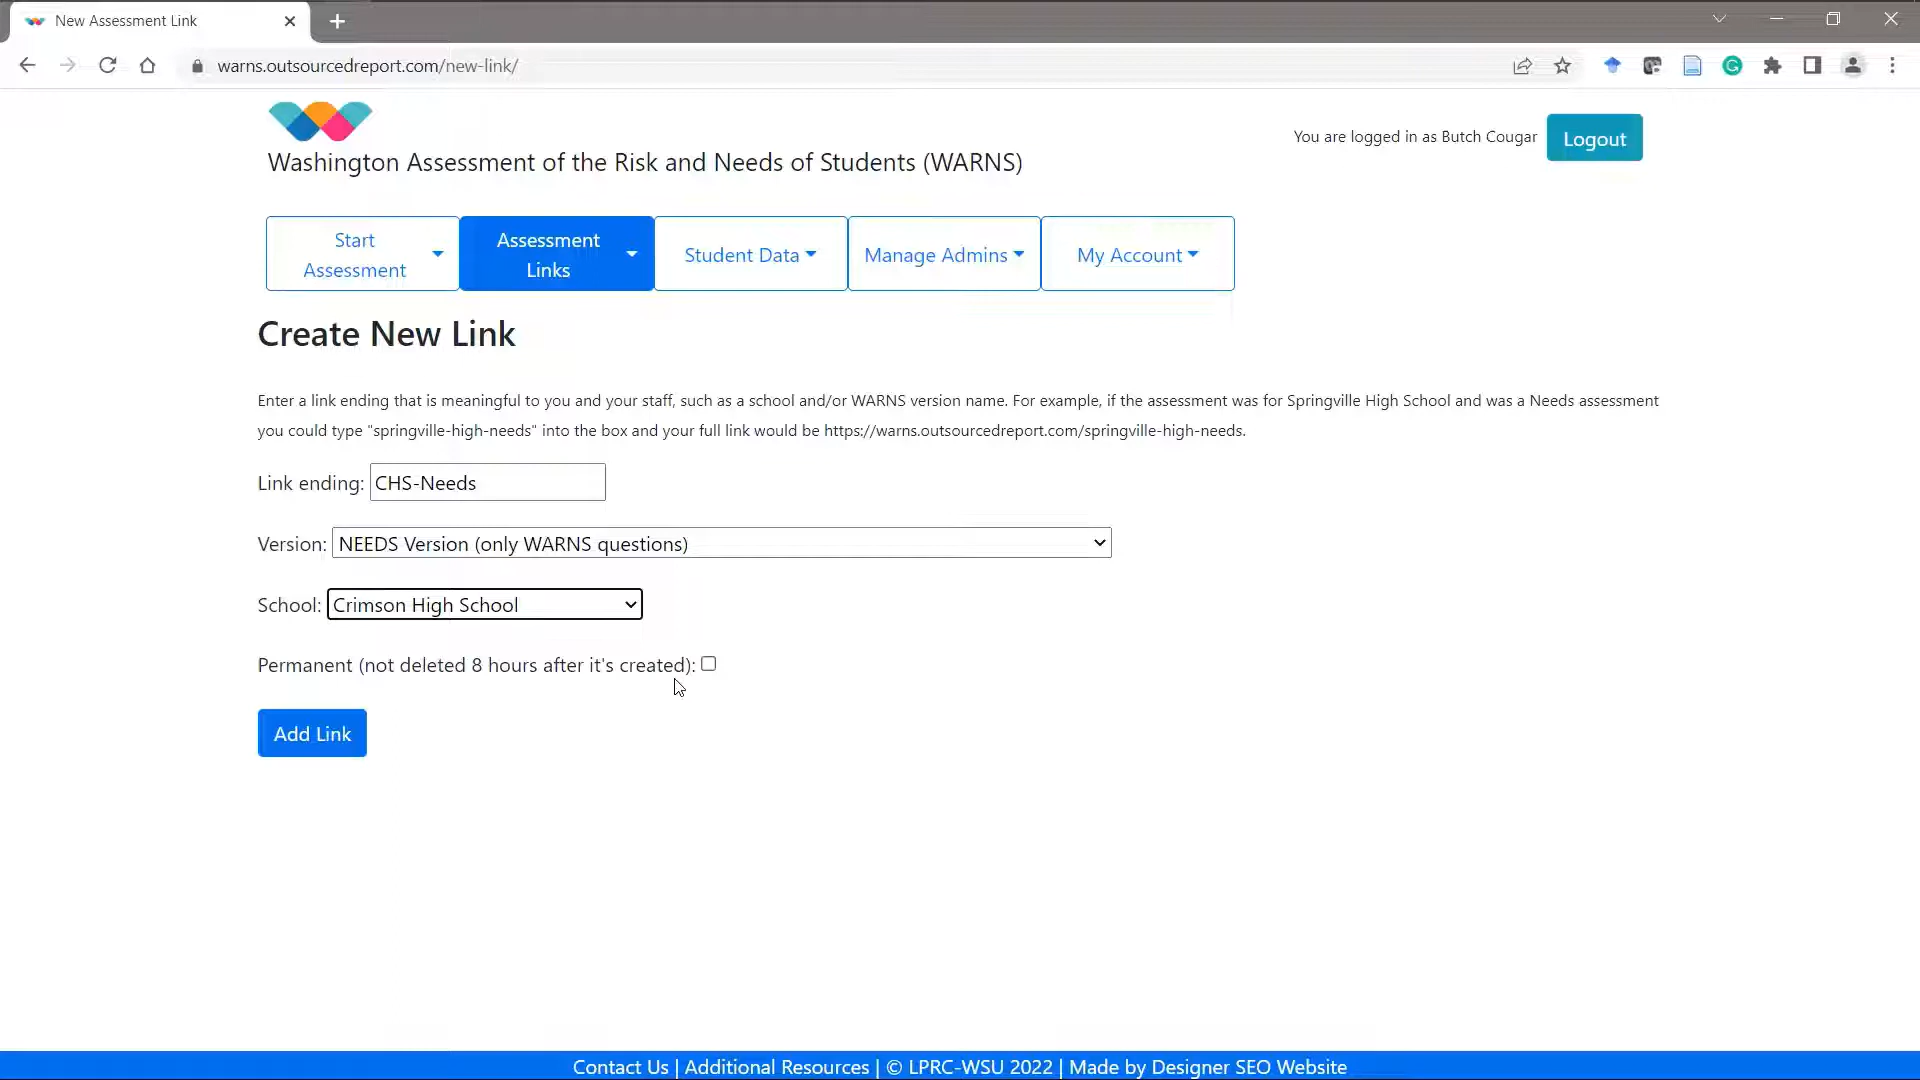 New Assessment Link
warns.outsourcedreport.com/new-link/
Washington Assessment of the Risk and Needs of Students (WARNS)
You are logged in as Butch Cougar
Logout
Start Assessment
Assessment Links
Student Data
Manage Admins
My Account
Create New Link
Enter a link ending that is meaningful to you and your staff, such as a school and/or WARNS version name. For example, if the assessment was for Springville High School and was a Needs assessment
you could type "springville-high-needs" into the box and your full link would be https://warns.outsourcedreport.com/springville-high-needs.
Link ending: CHS-Needs
Version: NEEDS Version (only WARNS questions)
School: Crimson High School
Permanent (not deleted 8 hours after it's created):
Add Link
Contact Us | Additional Resources | © LPRC-WSU 2022 | Made by Designer SEO Website